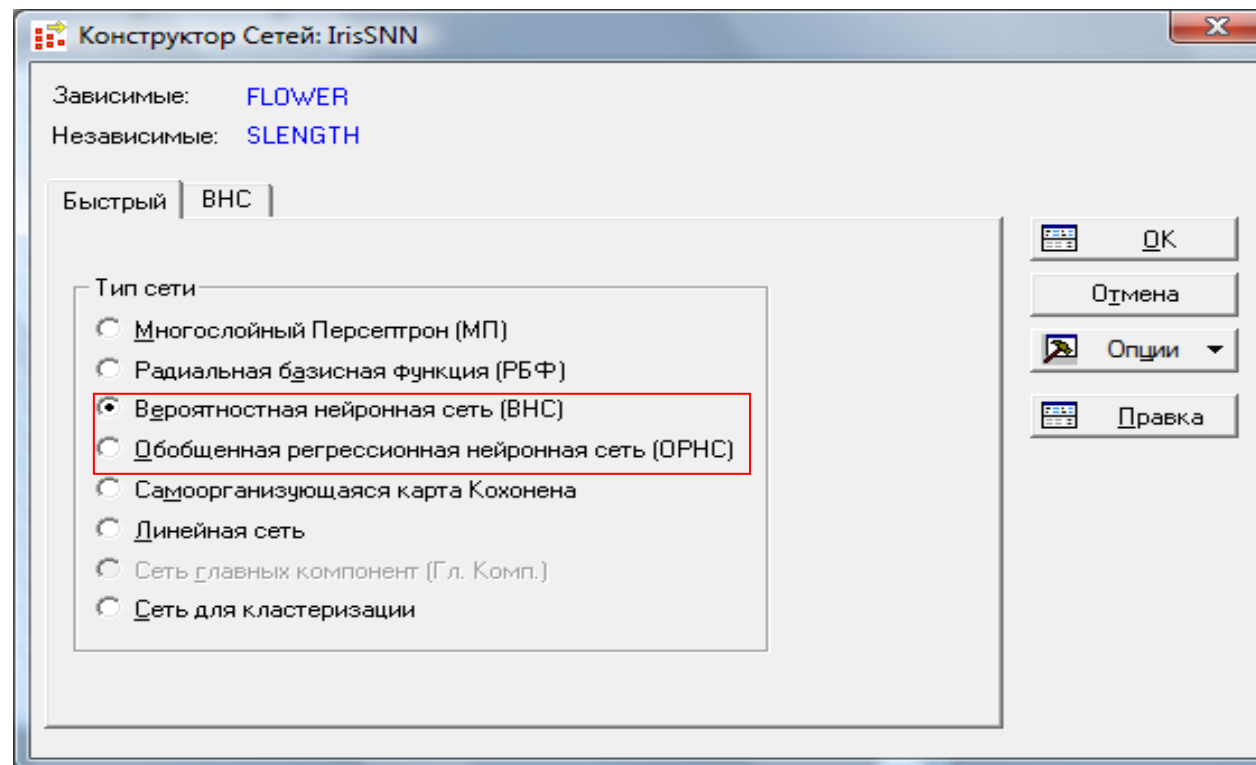 Конструктор Сетей: IrisSNN
Зависимые: FLOWER
Независимые: SLENGTH
Быстрый ВНС
Тип сети
Многослойный Персептрон (МП)
Радиальная базисная функция (РБФ)
Вероятностная нейронная сеть (ВНС)
Обобщенная регрессионная нейронная сеть (ОРНС)
Самоорганизующаяся карта Кохонена
Линейная сеть
Сеть главных компонент (Гл. Комп.)
Сеть для кластеризации
OK
Отмена
Опции
Правка